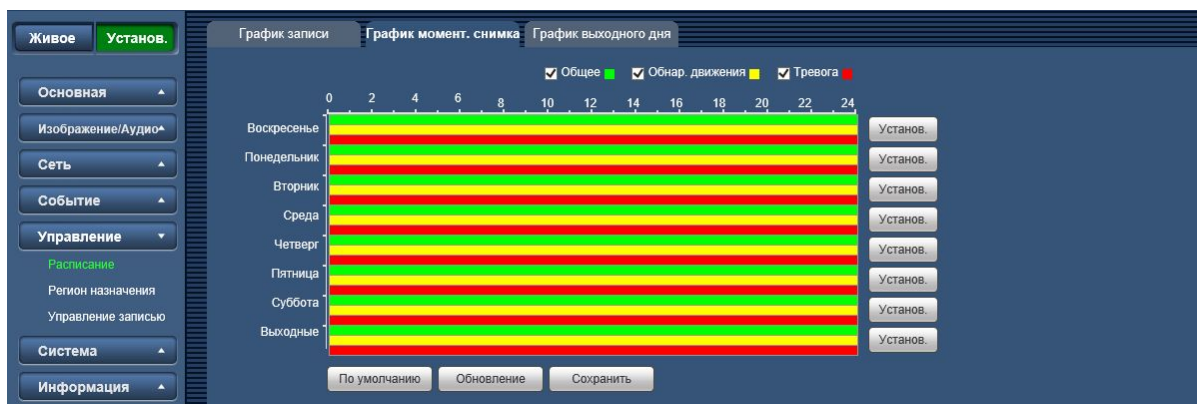 Живое Установ.
График записи График момент. снимка График выходного дня
Общее Обнар. движения Тревога
Основная
Изображение/Аудио
Сеть
Событие
Управление
Расписание
Регион назначения
Управление записью
Система
Информация
0 2 4 6 8 10 12 14 16 18 20 22 24
Воскресенье Установ.
Понедельник Установ.
Вторник Установ.
Среда Установ.
Четверг Установ.
Пятница Установ.
Суббота Установ.
Выходные Установ.
По умолчанию Обновление Сохранить